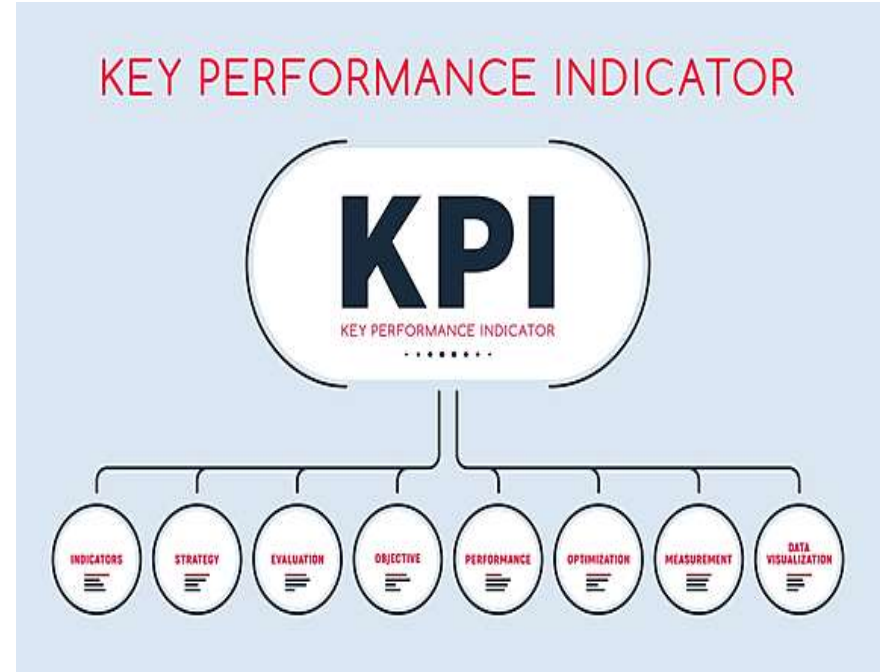 KEY PERFORMANCE INDICATOR
KPI
KEY PERFORMANCE INDICATOR
INDICATORS
STRATEGY
EVALUATION
OBJECTIVE
PERFORMANCE
OPTIMIZATION
MEASUREMENT
DATA
VISUALIZATION